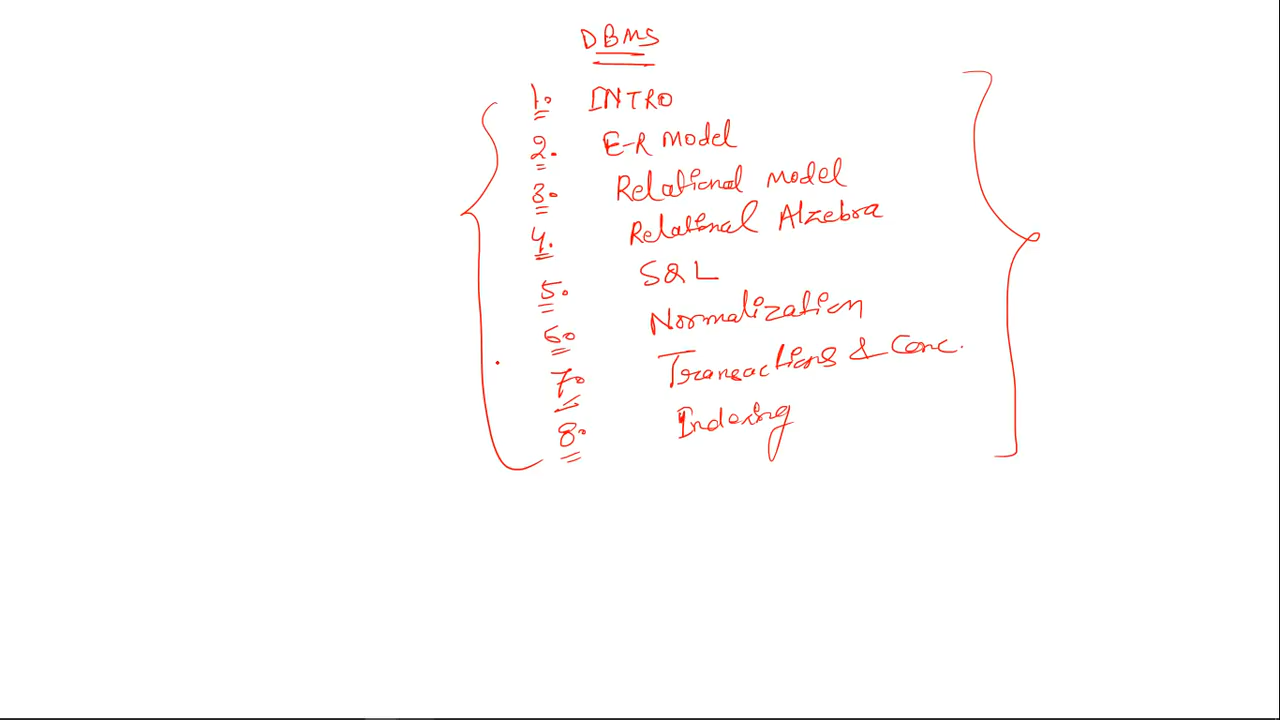 DBMS
1. INTRO
2. E-R Model
3. Relational model
4. Relational Algebra
5. SQL
6. Normalization
7. Transactions & Conc.
8. Indexing